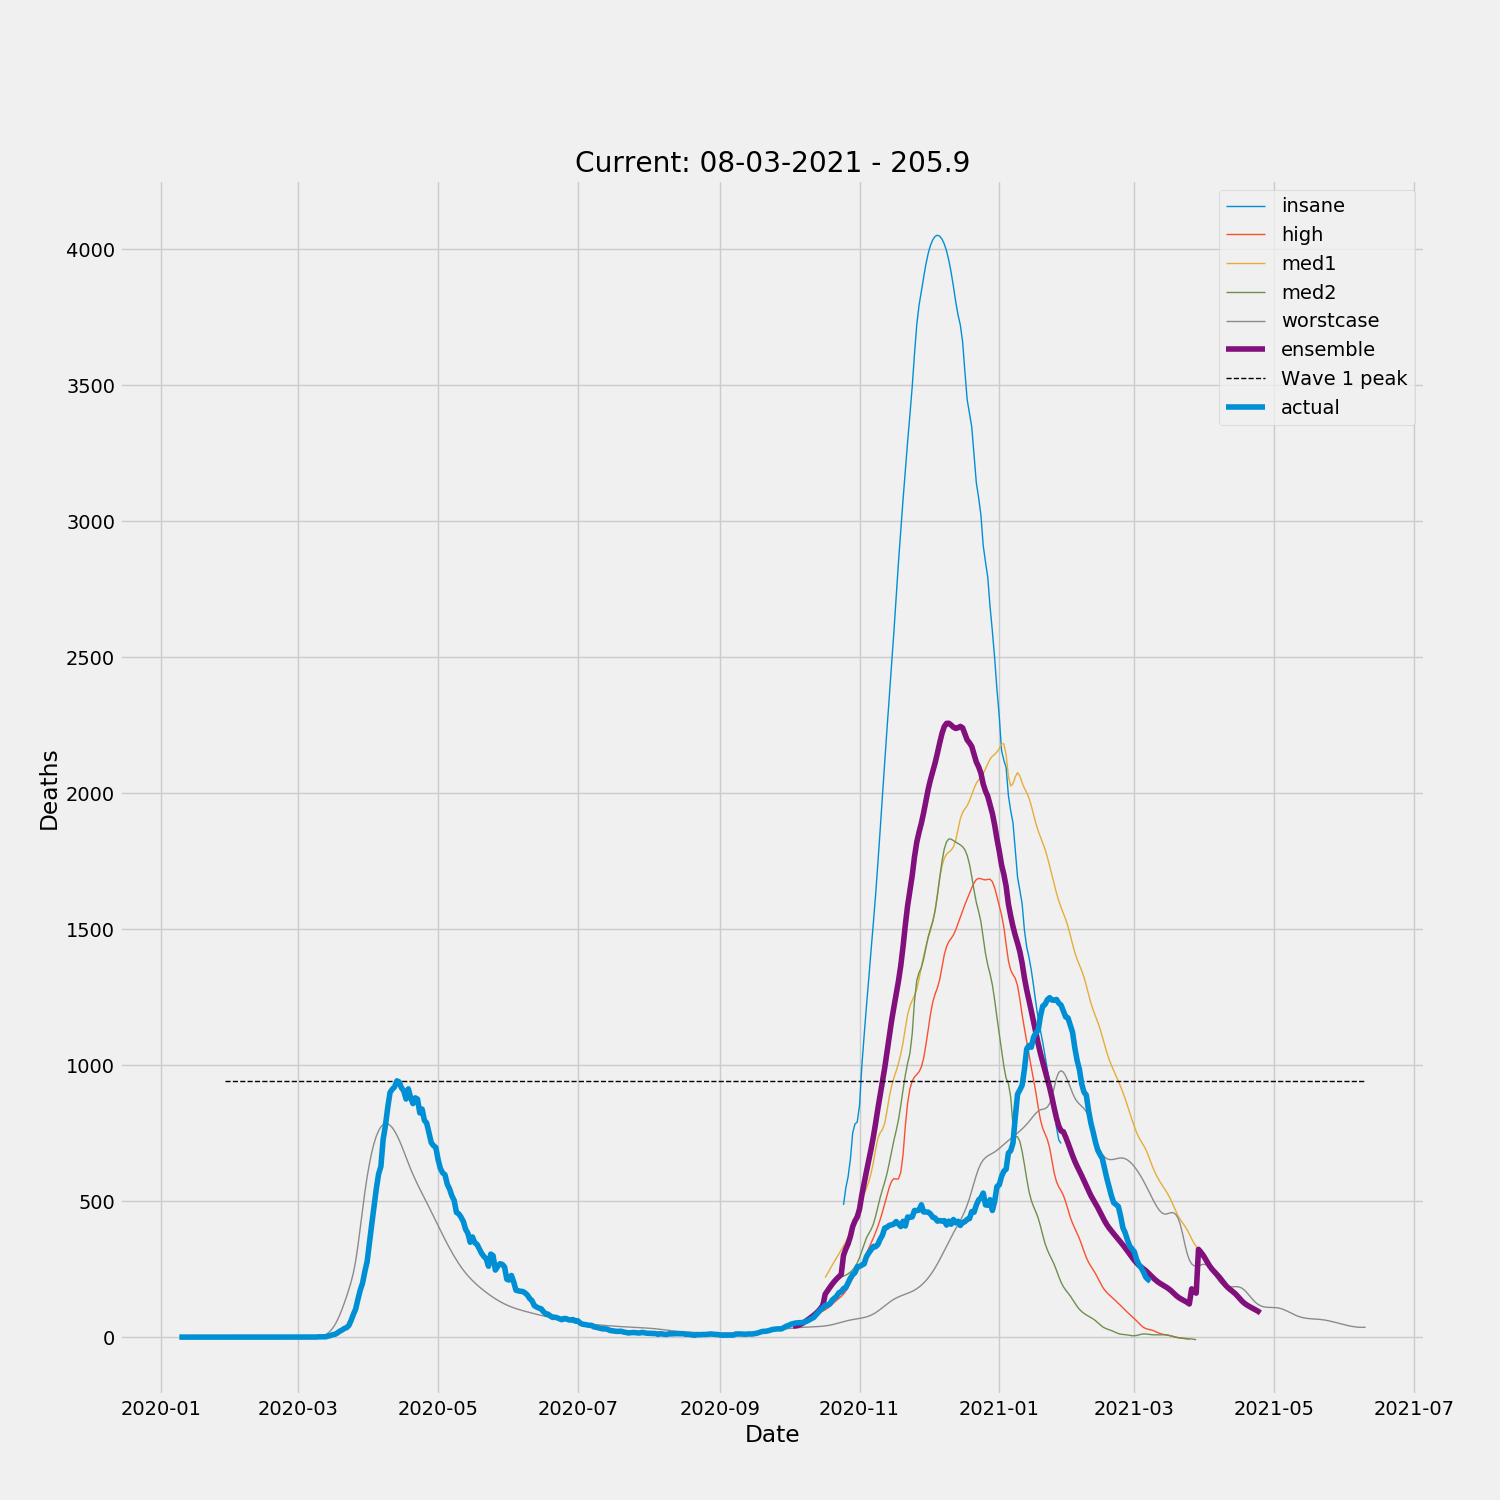 Current: 08-03-2021 - 205.9
insane
high
med1
med2
worstcase
ensemble
Wave 1 peak
actual
4000
3500
3000
2500
2000
1500
1000
500
0
Deaths
2020-01 2020-03 2020-05 2020-07 2020-09 2020-11 2021-01 2021-03 2021-05 2021-07
Date